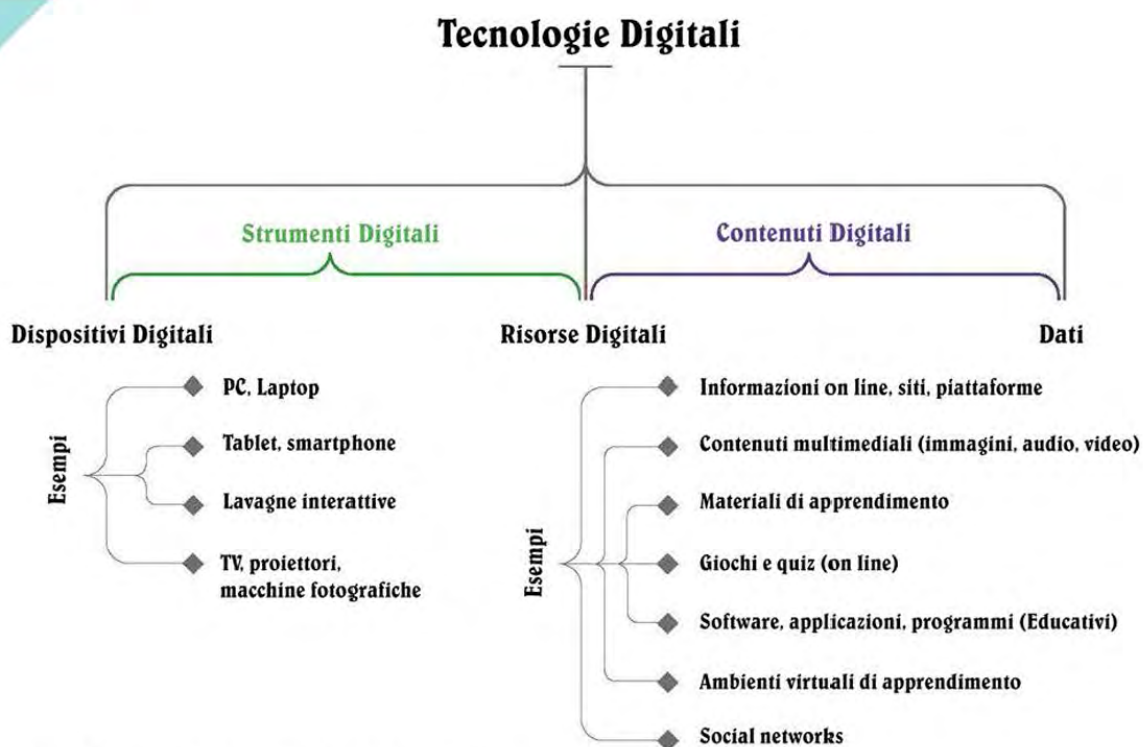 Tecnologie Digitali
Strumenti Digitali
Contenuti Digitali
Dispositivi Digitali
Risorse Digitali
Dati
Esempi
PC, Laptop
Tablet, smartphone
Lavagne interattive
TV, proiettori,
macchine fotografiche
Esempi
Informazioni on line, siti, piattaforme
Contenuti multimediali (immagini, audio, video)
Materiali di apprendimento
Giochi e quiz (on line)
Software, applicazioni, programmi (Educativi)
Ambienti virtuali di apprendimento
Social networks